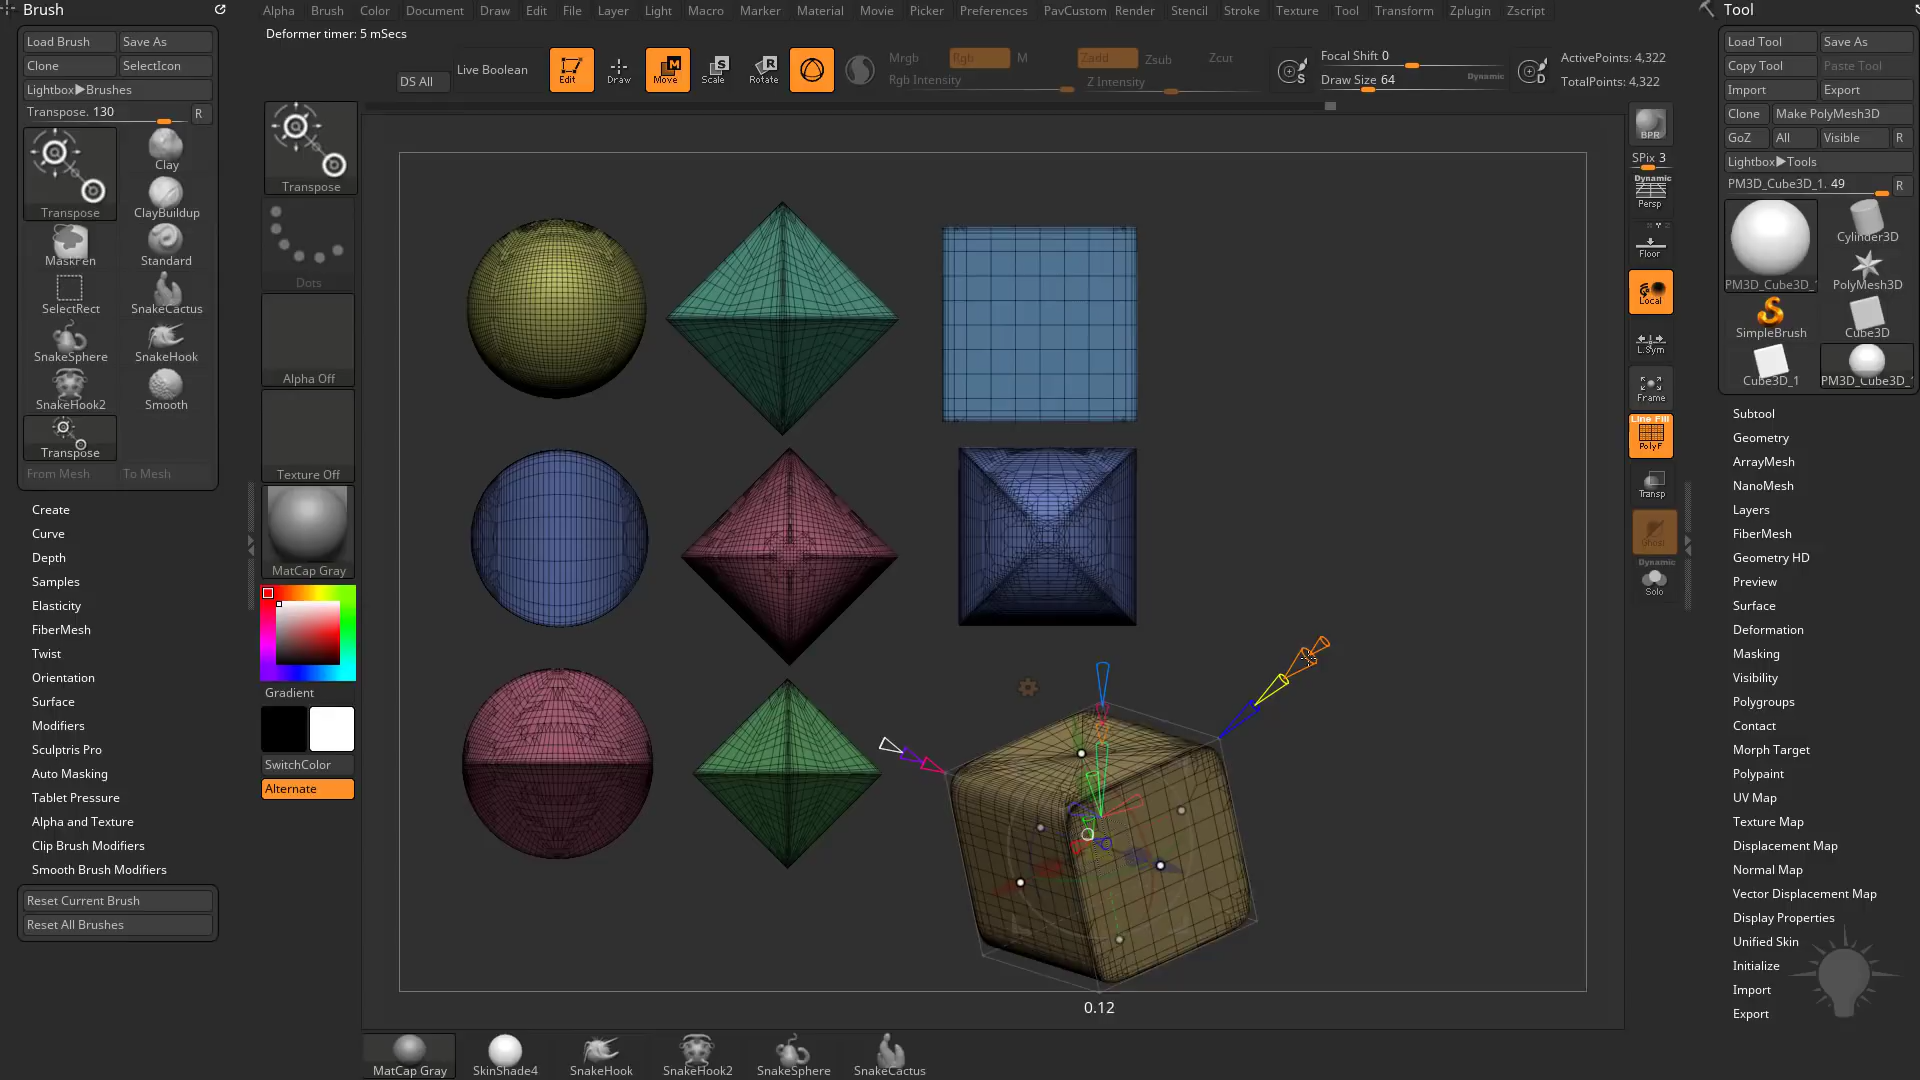 Brush
Alpha Brush Color Document Draw Edit File Layer Light Macro Marker Material Movie Picker Preferences PavCustom Render Stencil Stroke Texture Tool Transform Zplugin Zscript
Tool
Deformer timer: 5 mSecs
Load Brush Save As
Clone SelectIcon
Lightbox▶Brushes
Transpose. 130 R
Transpose
Clay
ClayBuildup
MaskPen
Standard
SelectRect
SnakeCactus
SnakeSphere
SnakeHook
SnakeHook2
Smooth
Transpose
From Mesh To Mesh
Create
Curve
Depth
Samples
Elasticity
FiberMesh
Twist
Orientation
Surface
Modifiers
Sculptris Pro
Auto Masking
Tablet Pressure
Alpha and Texture
Clip Brush Modifiers
Smooth Brush Modifiers
Reset Current Brush
Reset All Brushes
DS All
Live Boolean
Edit
Draw
M
Move
S
Scale
R
Rotate
Mrgb Rgb M
Rgb Intensity
Zadd Zsub Zcut
Z Intensity
S
Focal Shift 0
Draw Size 64
Dynamic
D
ActivePoints: 4,322
TotalPoints: 4,322
Transpose
Dots
Alpha Off
Texture Off
MatCap Gray
Gradient
SwitchColor
Alternate
0.12
MatCap Gray
SkinShade4
SnakeHook
SnakeHook2
SnakeSphere
SnakeCactus
BPR
SPix 3
Dynamic
Persp
Floor
Local
L.Sym
Frame
Line Fill
PolyF
Transp
Ghost
Dynamic
Solo
Load Tool Save As
Copy Tool Paste Tool
Import Export
Clone Make PolyMesh3D
GoZ All Visible R
Lightbox▶Tools
PM3D_Cube3D_1. 49 R
PM3D_Cube3D_
Cylinder3D
PolyMesh3D
SimpleBrush
Cube3D
Cube3D_1
PM3D_Cube3D_
Subtool
Geometry
ArrayMesh
NanoMesh
Layers
FiberMesh
Geometry HD
Preview
Surface
Deformation
Masking
Visibility
Polygroups
Contact
Morph Target
Polypaint
UV Map
Texture Map
Displacement Map
Normal Map
Vector Displacement Map
Display Properties
Unified Skin
Initialize
Import
Export